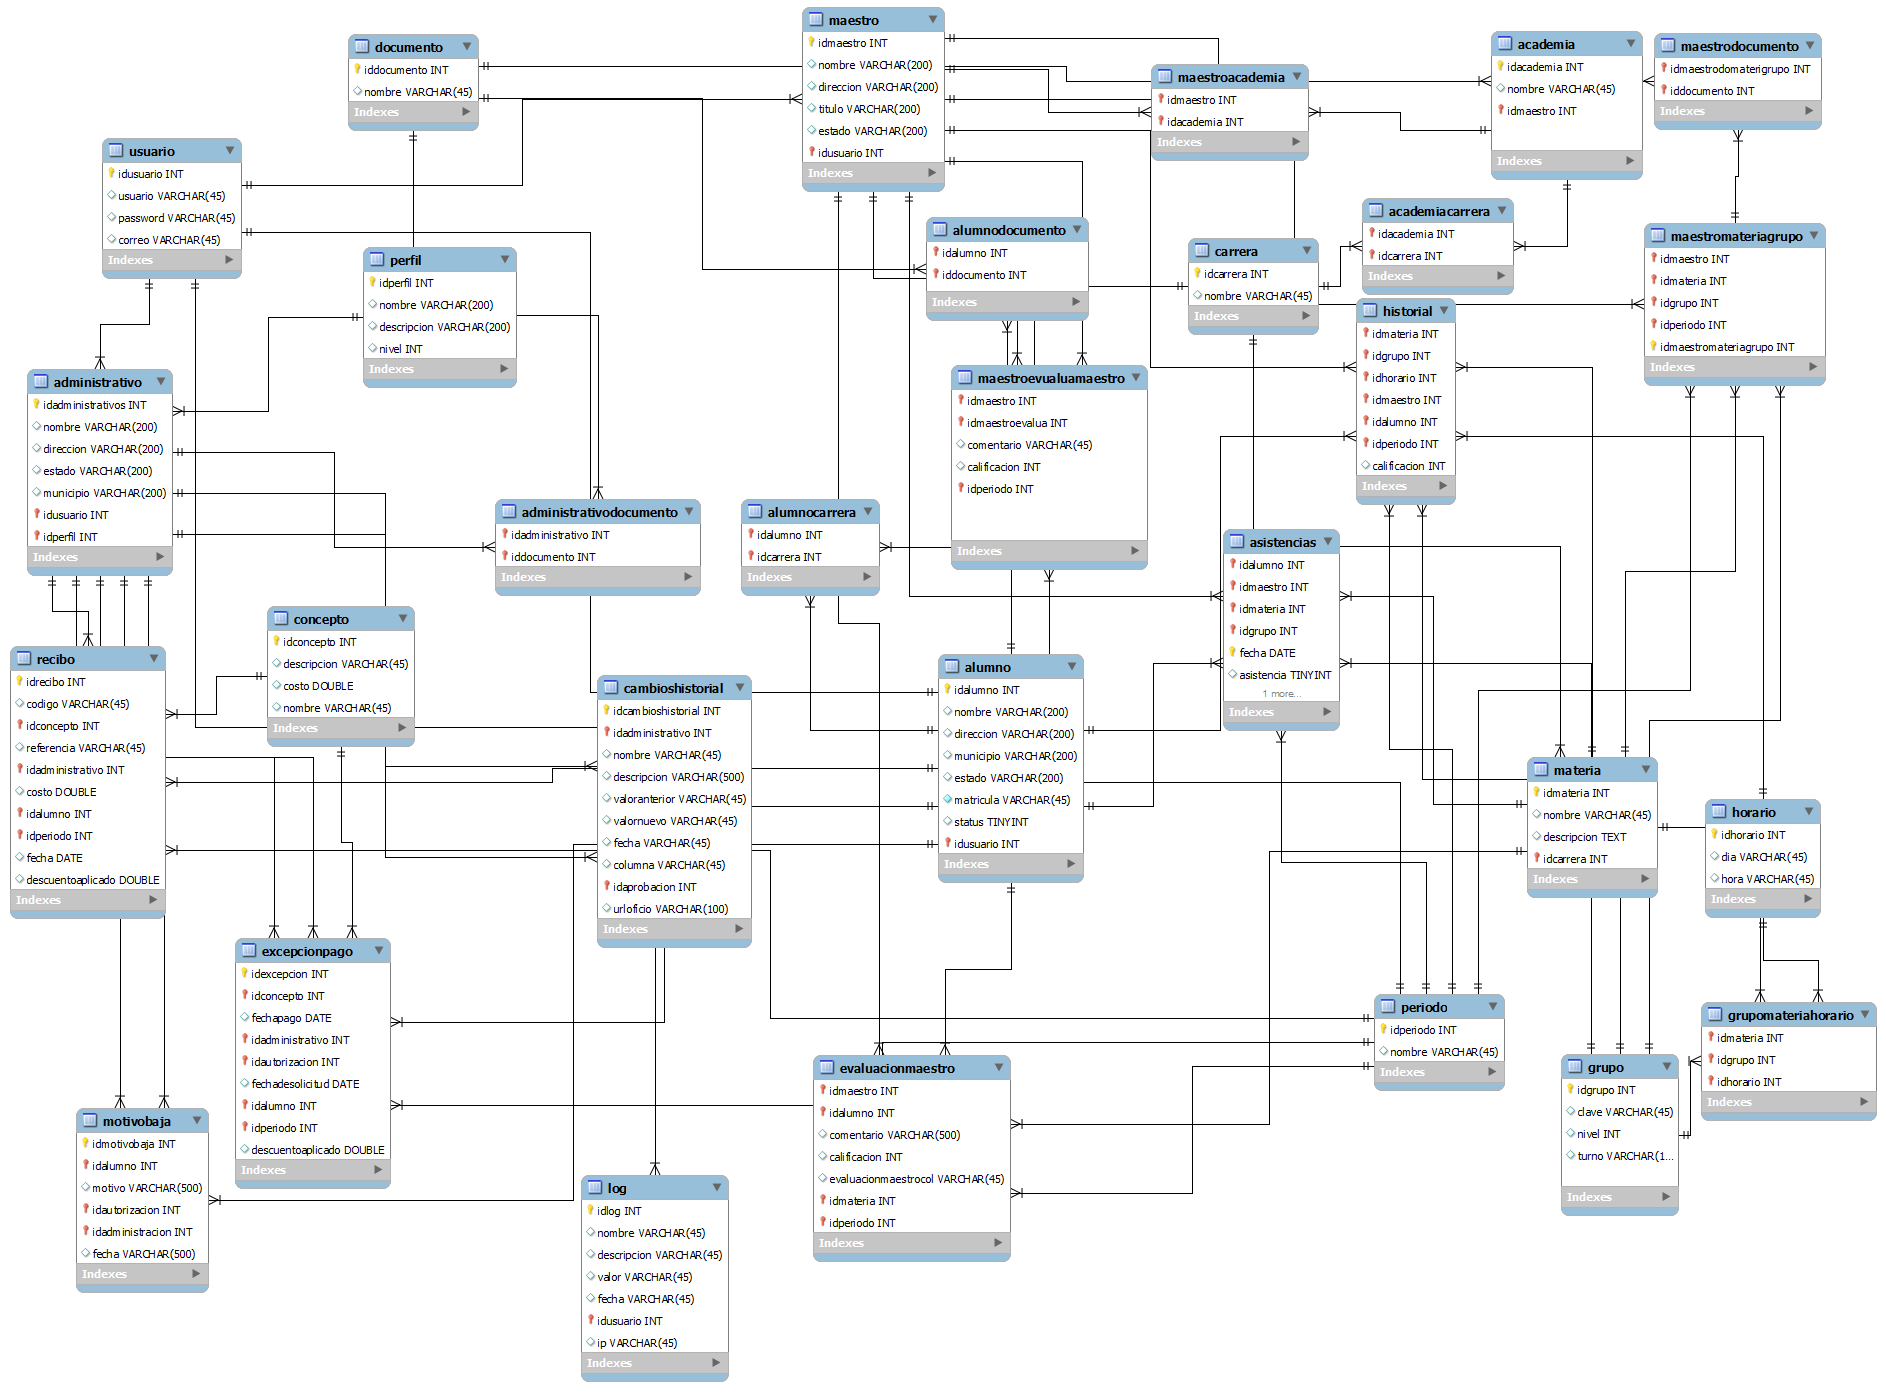 maestro
idmaestro INT
nombre VARCHAR(200)
direccion VARCHAR(200)
titulo VARCHAR(200)
estado VARCHAR(200)
idusuario INT
Indexes
documento
iddocumento INT
nombre VARCHAR(45)
Indexes
academia
idacademia INT
nombre VARCHAR(45)
idmaestro INT
Indexes
maestrodocumento
idmaestrodomaterigrupo INT
iddocumento INT
Indexes
maestroacademia
idmaestro INT
idacademia INT
Indexes
usuario
idusuario INT
usuario VARCHAR(45)
password VARCHAR(45)
correo VARCHAR(45)
Indexes
perfil
idperfil INT
nombre VARCHAR(200)
descripcion VARCHAR(200)
nivel INT
Indexes
alumnodocumento
idalumno INT
iddocumento INT
Indexes
carrera
idcarrera INT
nombre VARCHAR(45)
Indexes
academiacarrera
idacademia INT
idcarrera INT
Indexes
maestromateriagrupo
idmaestro INT
idmateria INT
idgrupo INT
idperiodo INT
idmaestromateriagrupo INT
Indexes
historial
idmateria INT
idgrupo INT
idhorario INT
idmaestro INT
idalumno INT
idperiodo INT
calificacion INT
Indexes
administrativo
idadministrativos INT
nombre VARCHAR(200)
direccion VARCHAR(200)
estado VARCHAR(200)
municipio VARCHAR(200)
idusuario INT
idperfil INT
Indexes
maestroevualuamaestro
idmaestro INT
idmaestroevalua INT
comentario VARCHAR(45)
calificacion INT
idperiodo INT
Indexes
administrativodocumento
idadministrativo INT
iddocumento INT
Indexes
alumnocarrera
idalumno INT
idcarrera INT
Indexes
asistencias
idalumno INT
idmaestro INT
idmateria INT
idgrupo INT
fecha DATE
asistencia TINYINT
1 more...
Indexes
concepto
idconcepto INT
descripcion VARCHAR(45)
costo DOUBLE
nombre VARCHAR(45)
Indexes
recibo
idrecibo INT
codigo VARCHAR(45)
idconcepto INT
referencia VARCHAR(45)
idadministrativo INT
costo DOUBLE
idalumno INT
idperiodo INT
fecha DATE
descuentoaplicado DOUBLE
Indexes
cambioshistorial
idcambioshistorial INT
idadministrativo INT
nombre VARCHAR(45)
descripcion VARCHAR(500)
valoranterior VARCHAR(45)
valornuevo VARCHAR(45)
fecha VARCHAR(45)
columna VARCHAR(45)
idaprobacion INT
urloficio VARCHAR(100)
Indexes
alumno
idalumno INT
nombre VARCHAR(200)
direccion VARCHAR(200)
municipio VARCHAR(200)
estado VARCHAR(200)
matricula VARCHAR(45)
status TINYINT
idusuario INT
Indexes
materia
idmateria INT
nombre VARCHAR(45)
descripcion TEXT
idcarrera INT
Indexes
horario
idhorario INT
dia VARCHAR(45)
hora VARCHAR(45)
Indexes
excepcionpago
idexcepcion INT
idconcepto INT
fechapago DATE
idadministrativo INT
idautorizacion INT
fechadesolicitud DATE
idalumno INT
idperiodo INT
descuentoaplicado DOUBLE
Indexes
periodo
idperiodo INT
nombre VARCHAR(45)
Indexes
grupomateriahorario
idmateria INT
idgrupo INT
idhorario INT
Indexes
evaluacionmaestro
idmaestro INT
idalumno INT
comentario VARCHAR(500)
calificacion INT
evaluacionmaestrocol VARCHAR(45)
idmateria INT
idperiodo INT
Indexes
grupo
idgrupo INT
clave VARCHAR(45)
nivel INT
turno VARCHAR(1...
Indexes
motivobaja
idmotivobaja INT
idalumno INT
motivo VARCHAR(500)
idautorizacion INT
idadministracion INT
fecha VARCHAR(500)
Indexes
log
idlog INT
nombre VARCHAR(45)
descripcion VARCHAR(45)
valor VARCHAR(45)
fecha VARCHAR(45)
idusuario INT
ip VARCHAR(45)
Indexes